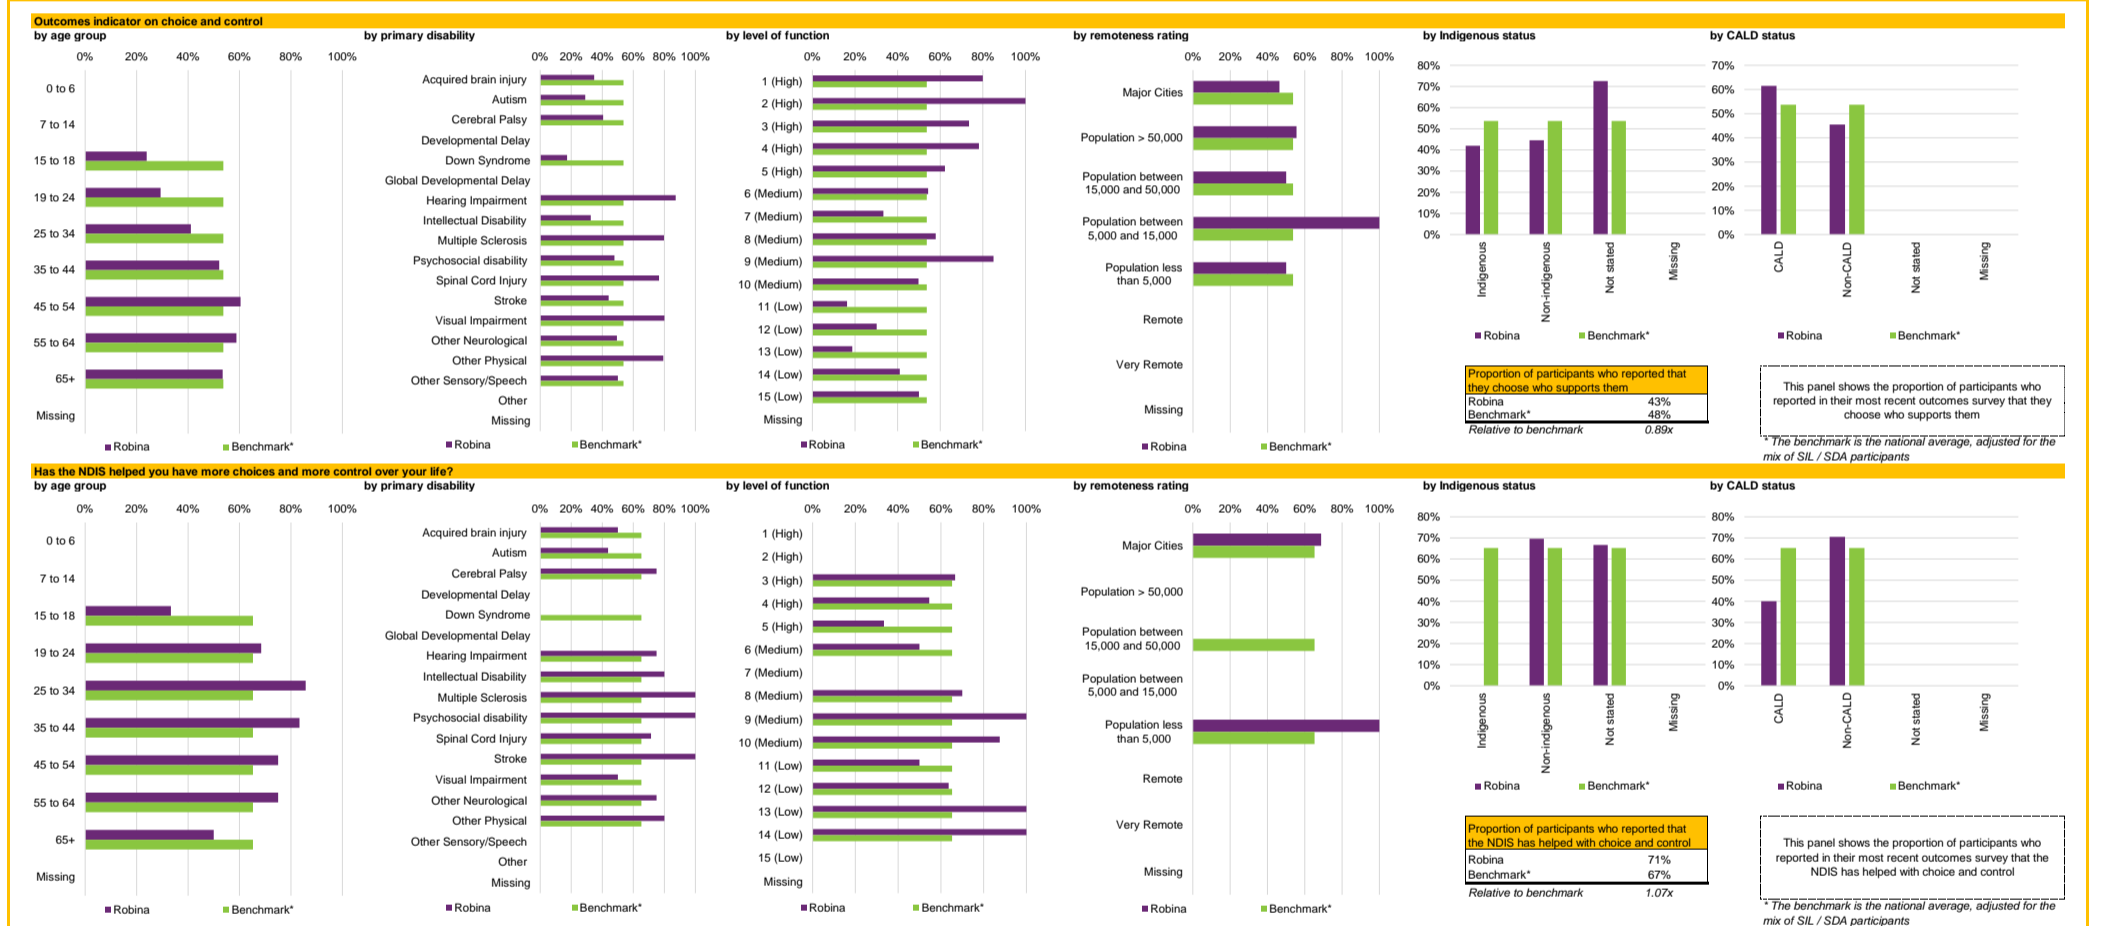 Outcomes indicator on choice and control
by age group
0% 20% 40% 60% 80% 100%
0 to 6
7 to 14
15 to 18
19 to 24
25 to 34
35 to 44
45 to 54
55 to 64
65+
Missing
Robina Benchmark*
by primary disability
0% 20% 40% 60% 80% 100%
Acquired brain injury
Autism
Cerebral Palsy
Developmental Delay
Down Syndrome
Global Developmental Delay
Hearing Impairment
Intellectual Disability
Multiple Sclerosis
Psychosocial disability
Spinal Cord Injury
Stroke
Visual Impairment
Other Neurological
Other Physical
Other Sensory/Speech
Other
Missing
Robina Benchmark*
by level of function
0% 20% 40% 60% 80% 100%
1 (High)
2 (High)
3 (High)
4 (High)
5 (High)
6 (Medium)
7 (Medium)
8 (Medium)
9 (Medium)
10 (Medium)
11 (Low)
12 (Low)
13 (Low)
14 (Low)
15 (Low)
Missing
Robina Benchmark*
by remoteness rating
0% 20% 40% 60% 80% 100%
Major Cities
Population > 50,000
Population between
15,000 and 50,000
Population between
5,000 and 15,000
Population less
than 5,000
Remote
Very Remote
Missing
Robina Benchmark*
by Indigenous status
80%
70%
60%
50%
40%
30%
20%
10%
0%
Indigenous
Non-indigenous
Not stated
Missing
Robina Benchmark*
by CALD status
70%
60%
50%
40%
30%
20%
10%
0%
CALD
Non-CALD
Not stated
Missing
Robina Benchmark*
Proportion of participants who reported that
they choose who supports them
Robina 43%
Benchmark* 48%
Relative to benchmark 0.89x
This panel shows the proportion of participants who
reported in their most recent outcomes survey that they
choose who supports them
* The benchmark is the national average, adjusted for the
mix of SIL / SDA participants
Has the NDIS helped you have more choices and more control over your life?
by age group
0% 20% 40% 60% 80% 100%
0 to 6
7 to 14
15 to 18
19 to 24
25 to 34
35 to 44
45 to 54
55 to 64
65+
Missing
Robina Benchmark*
by primary disability
0% 20% 40% 60% 80% 100%
Acquired brain injury
Autism
Cerebral Palsy
Developmental Delay
Down Syndrome
Global Developmental Delay
Hearing Impairment
Intellectual Disability
Multiple Sclerosis
Psychosocial disability
Spinal Cord Injury
Stroke
Visual Impairment
Other Neurological
Other Physical
Other Sensory/Speech
Other
Missing
Robina Benchmark*
by level of function
0% 20% 40% 60% 80% 100%
1 (High)
2 (High)
3 (High)
4 (High)
5 (High)
6 (Medium)
7 (Medium)
8 (Medium)
9 (Medium)
10 (Medium)
11 (Low)
12 (Low)
13 (Low)
14 (Low)
15 (Low)
Missing
Robina Benchmark*
by remoteness rating
0% 20% 40% 60% 80% 100%
Major Cities
Population > 50,000
Population between
15,000 and 50,000
Population between
5,000 and 15,000
Population less
than 5,000
Remote
Very Remote
Missing
Robina Benchmark*
by Indigenous status
80%
70%
60%
50%
40%
30%
20%
10%
0%
Indigenous
Non-indigenous
Not stated
Missing
Robina Benchmark*
by CALD status
80%
70%
60%
50%
40%
30%
20%
10%
0%
CALD
Non-CALD
Not stated
Missing
Robina Benchmark*
Proportion of participants who reported that
the NDIS has helped with choice and control
Robina 71%
Benchmark* 67%
Relative to benchmark 1.07x
This panel shows the proportion of participants who
reported in their most recent outcomes survey that the
NDIS has helped with choice and control
* The benchmark is the national average, adjusted for the
mix of SIL / SDA participants